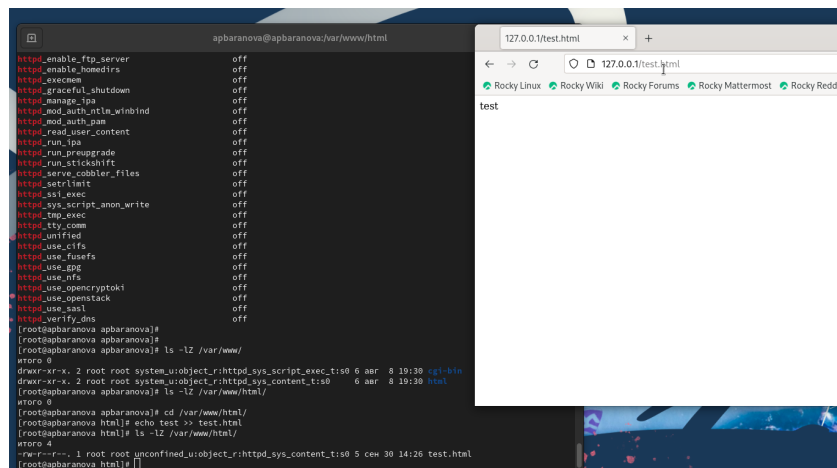 apbaranova@apbaranova:/var/www/html
httpd_enable_ftp_server off
httpd_enable_homedirs off
httpd_execmem off
httpd_graceful_shutdown off
httpd_manage_ipa off
httpd_mod_auth_ntlm_winbind off
httpd_mod_auth_pam off
httpd_read_user_content off
httpd_run_ipa off
httpd_run_preupgrade off
httpd_run_stickshift off
httpd_serve_cobbler_files off
httpd_setrlimit off
httpd_ssi_exec off
httpd_sys_script_anon_write off
httpd_tmp_exec off
httpd_tty_comm off
httpd_unified off
httpd_use_cifs off
httpd_use_fusefs off
httpd_use_gpg off
httpd_use_nfs off
httpd_use_opencryptoki off
httpd_use_openstack off
httpd_use_sasl off
httpd_verify_dns off
[root@apbaranova apbaranova]#
[root@apbaranova apbaranova]#
[root@apbaranova apbaranova]# ls -lZ /var/www/
итого 0
drwxr-xr-x. 2 root root system_u:object_r:httpd_sys_script_exec_t:s0 6 авг 8 19:30 cgi-bin
drwxr-xr-x. 2 root root system_u:object_r:httpd_sys_content_t:s0 6 авг 8 19:30 html
[root@apbaranova apbaranova]# ls -lZ /var/www/html/
итого 0
[root@apbaranova apbaranova]# cd /var/www/html/
[root@apbaranova html]# echo test >> test.html
[root@apbaranova html]# ls -lZ /var/www/html/
итого 4
-rw-r--r--. 1 root root unconfined_u:object_r:httpd_sys_content_t:s0 5 сен 30 14:26 test.html
[root@apbaranova html]#
127.0.0.1/test.html
127.0.0.1/test.html
Rocky Linux Rocky Wiki Rocky Forums Rocky Mattermost Rocky Redd
test